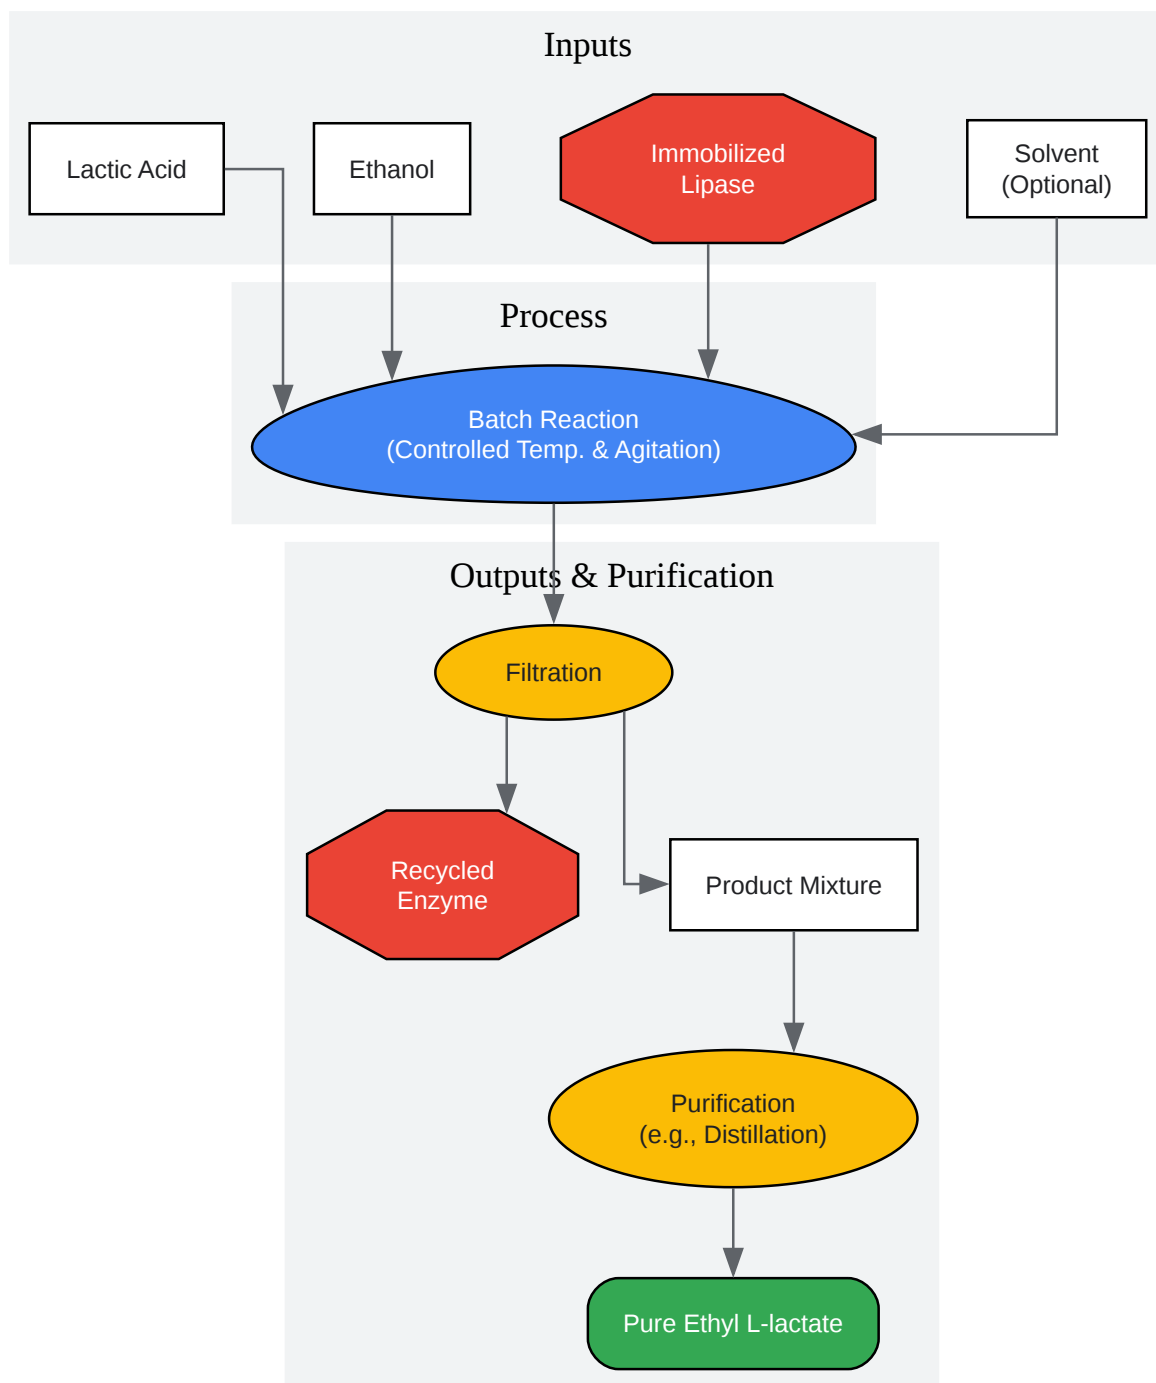 Inputs
Lactic Acid
Ethanol
Immobilized
Lipase
Solvent
(Optional)
Process
Batch Reaction
(Controlled Temp. & Agitation)
Outputs & Purification
Filtration
Recycled
Enzyme
Product Mixture
Purification
(e.g., Distillation)
Pure Ethyl L-lactate